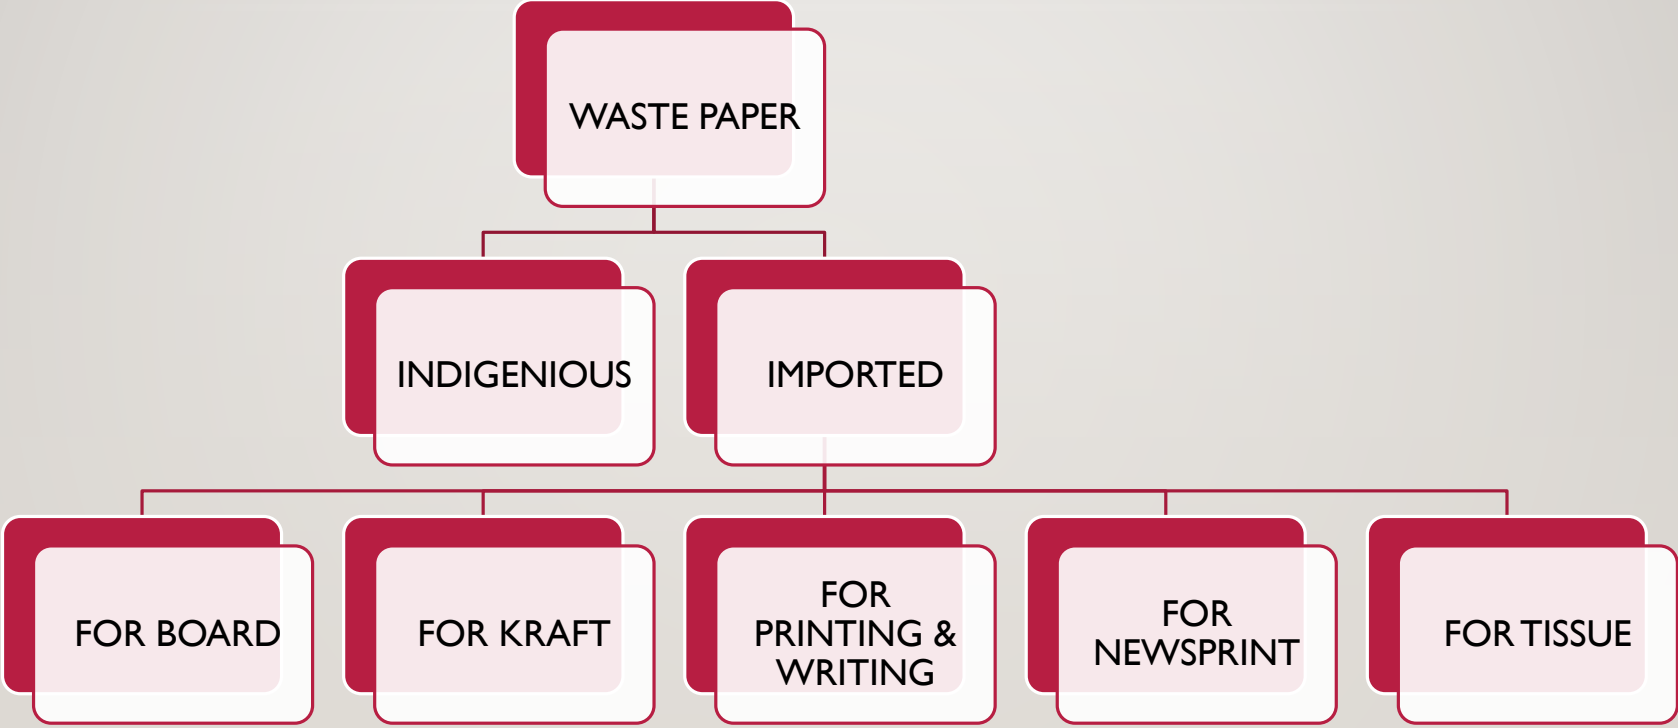 WASTE PAPER
INDIGENIOUS
IMPORTED
FOR BOARD
FOR KRAFT
FOR
PRINTING &
WRITING
FOR
NEWSPRINT
FOR TISSUE